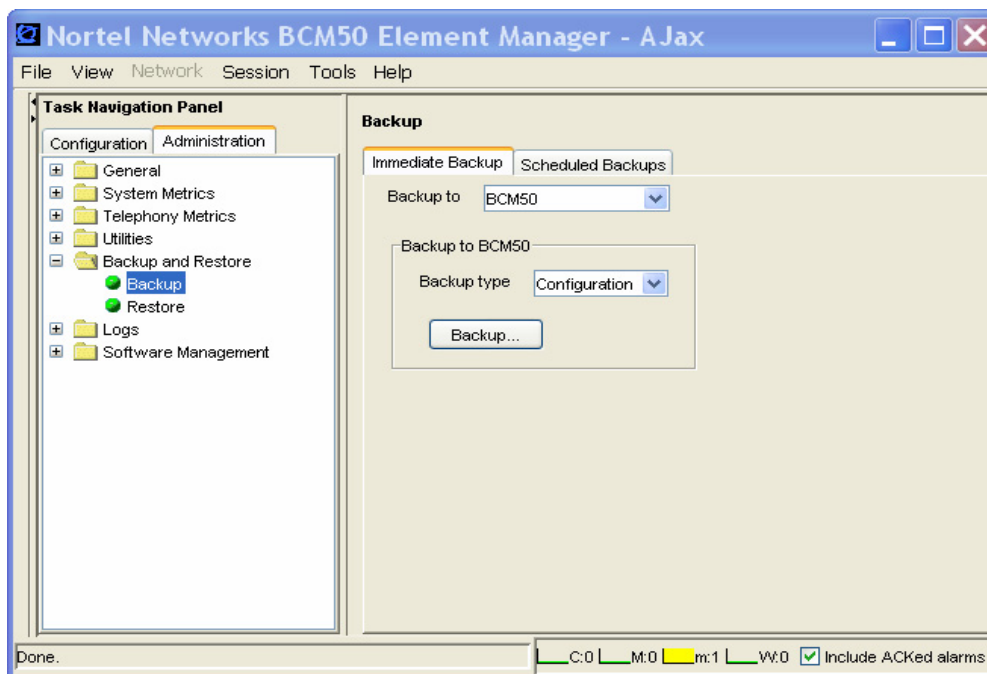 Nortel Networks BCM50 Element Manager - AJax
File View Network Session Tools Help
Task Navigation Panel
Configuration Administration
General
System Metrics
Telephony Metrics
Utilities
Backup and Restore
Backup
Restore
Logs
Software Management
Backup
Immediate Backup Scheduled Backups
Backup to BCM50
Backup to BCM50
Backup type Configuration
Backup...
Done.
C:0 M:0 m:1 W:0 Include ACKed alarms